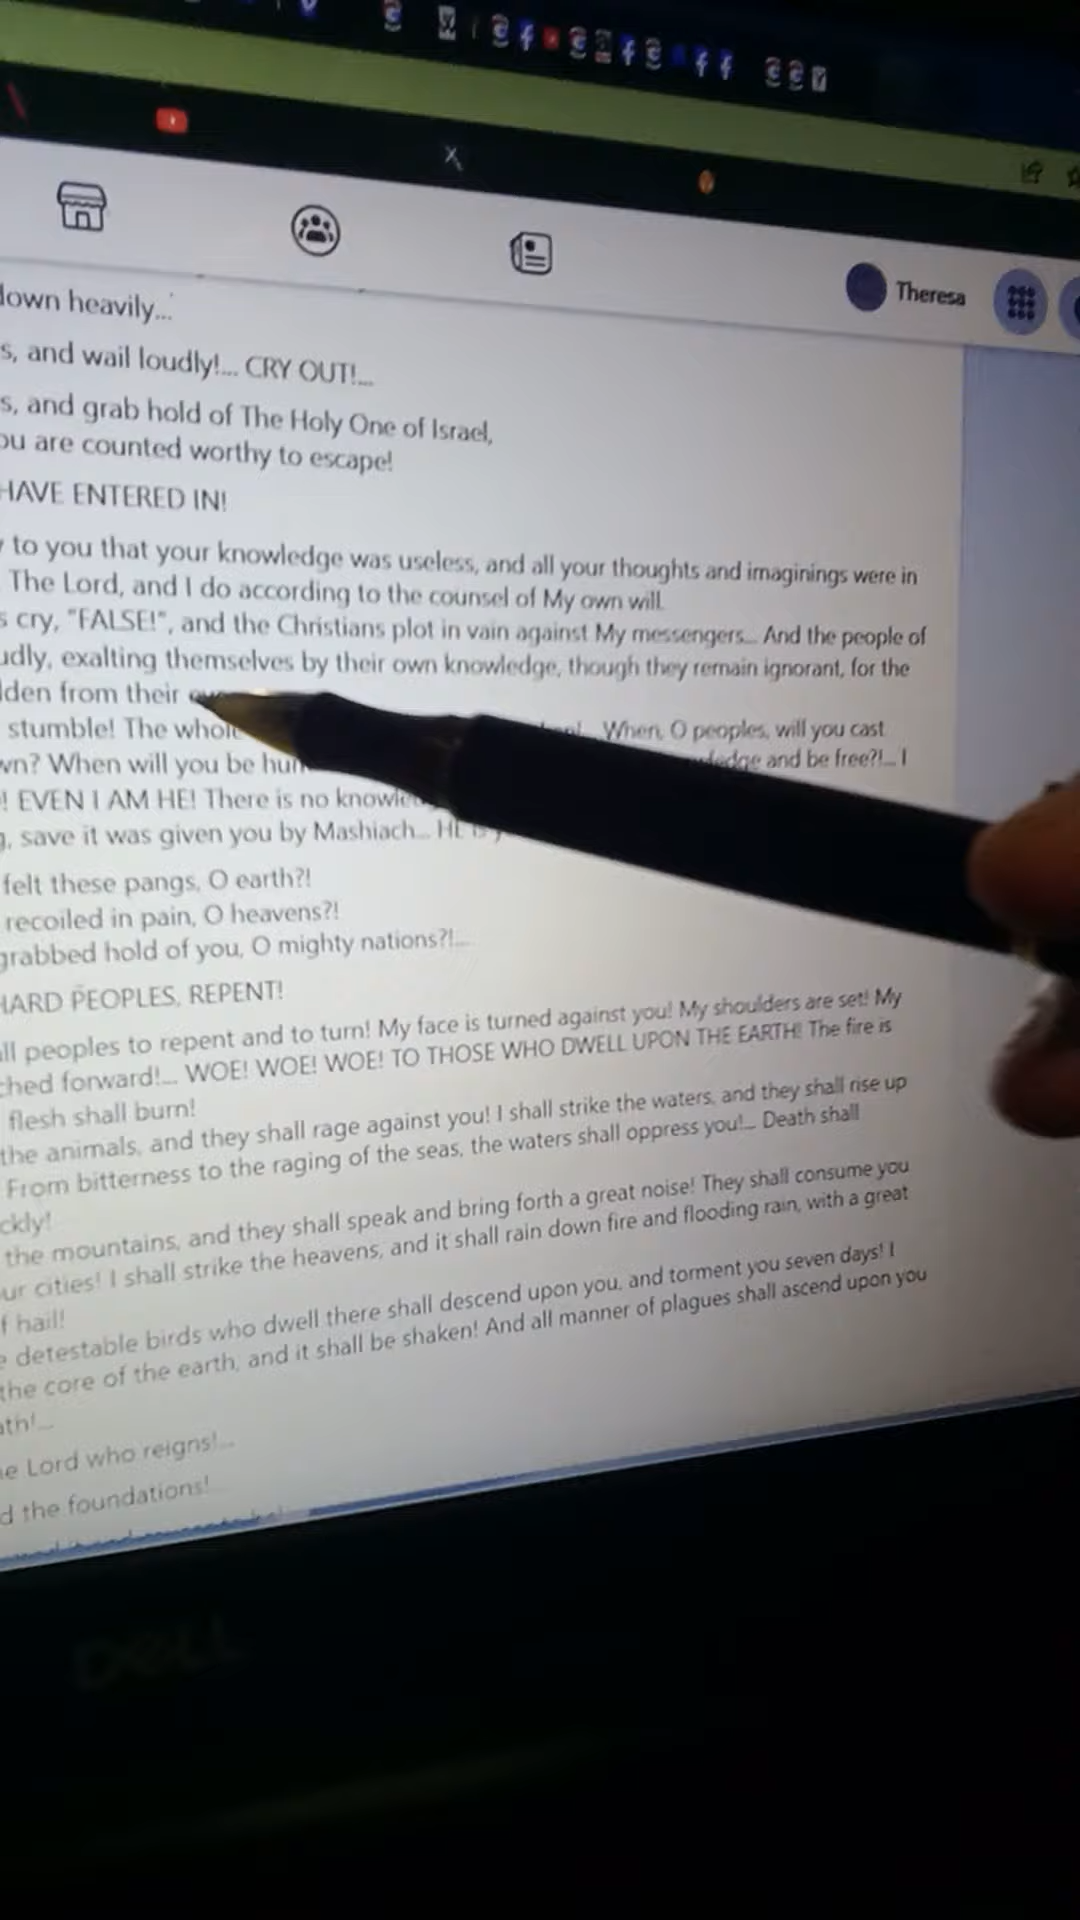 Theresa
down heavily...
s, and wail loudly!... CRY OUT!...
s, and grab hold of The Holy One of Israel,
ou are counted worthy to escape!
HAVE ENTERED IN!
to you that your knowledge was useless, and all your thoughts and imaginings were in
The Lord, and I do according to the counsel of My own will.
s cry, "FALSE!", and the Christians plot in vain against My messengers... And the people of
udly, exalting themselves by their own knowledge, though they remain ignorant, for the
dden from their
stumble! The whole When, O peoples, will you cast
wn? When will you be and be free?!... I
! EVEN I AM HE! There is no
g, save it was given you by Mashiach...
felt these pangs, O earth?!
recoiled in pain, O heavens?!
grabbed hold of you, O mighty nations?!...
HARD PEOPLES, REPENT!
all peoples to repent and to turn! My face is turned against you! My shoulders are set! My
ched forward!... WOE! WOE! WOE! TO THOSE WHO DWELL UPON THE EARTH! The fire is
flesh shall burn!
the animals, and they shall rage against you! I shall strike the waters, and they shall rise up
From bitterness to the raging of the seas, the waters shall oppress you!... Death shall
ckly!
the mountains, and they shall speak and bring forth a great noise! They shall consume you
ur cities! I shall strike the heavens, and it shall rain down fire and flooding rain, with a great
f hail!
e detestable birds who dwell there shall descend upon you, and torment you seven days! I
the core of the earth, and it shall be shaken! And all manner of plagues shall ascend upon you
ath!...
e Lord who reigns!...
d the foundations!
DELL